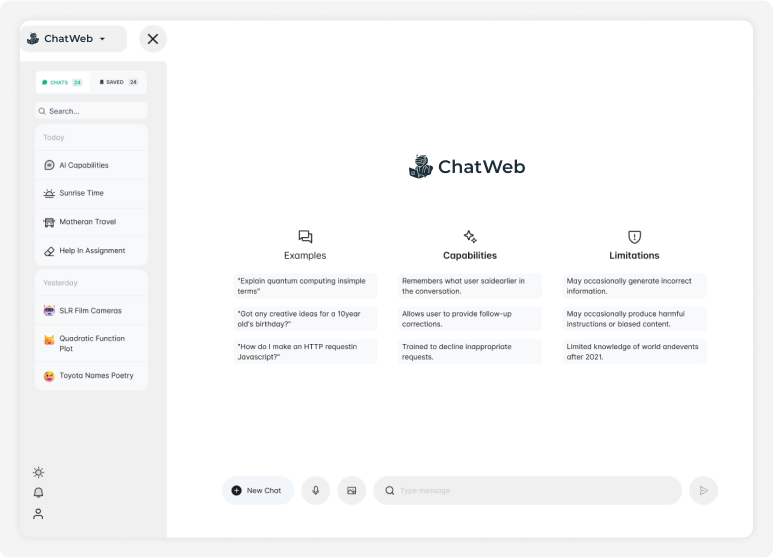 ChatWeb
CHATS 24
SAVED 24
Search...
Today
AI Capabilities
Sunrise Time
Matheran Travel
Help In Assignment
Yesterday
SLR Film Cameras
Quadratic Function
Plot
Toyota Names Poetry
ChatWeb
Examples
"Explain quantum computing insimple
terms"
"Got any creative ideas for a 10year
old's birthday?"
"How do I make an HTTP requestin
Javascript?"
Capabilities
Remembers what user saidearlier in
the conversation.
Allows user to provide follow-up
corrections.
Trained to decline inappropriate
requests.
Limitations
May occasionally generate incorrect
information.
May occasionally produce harmful
instructions or biased content.
Limited knowledge of world andevents
after 2021.
New Chat
Type message